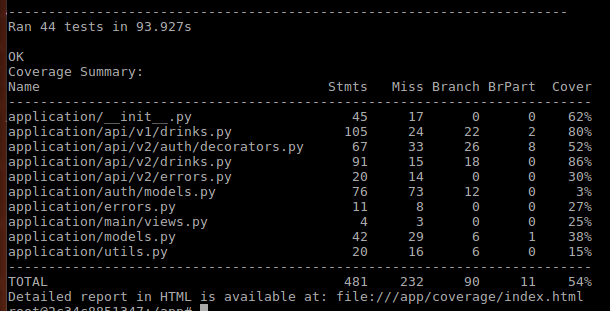 --------------------------------------------------------------------
Ran 44 tests in 93.927s
OK
Coverage Summary:
Name Stmts Miss Branch BrPart Cover
-------------------------------------------------------------------------
application/__init__.py 45 17 0 0 62%
application/api/v1/drinks.py 105 24 22 2 80%
application/api/v2/auth/decorators.py 67 33 26 8 52%
application/api/v2/drinks.py 91 15 18 0 86%
application/api/v2/errors.py 20 14 0 0 30%
application/auth/models.py 76 73 12 0 3%
application/errors.py 11 8 0 0 27%
application/main/views.py 4 3 0 0 25%
application/models.py 42 29 6 1 38%
application/utils.py 20 16 6 0 15%
-------------------------------------------------------------------------
TOTAL 481 232 90 11 54%
Detailed report in HTML is available at: file:///app/coverage/index.html